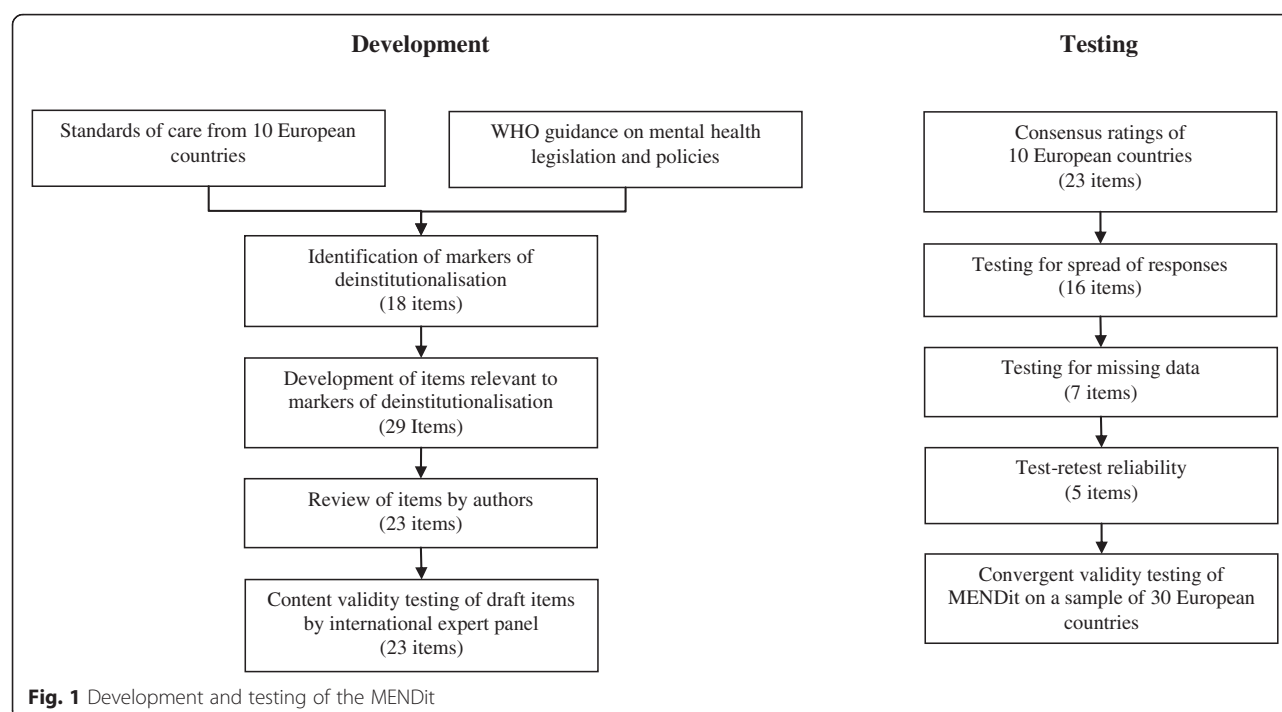 Development
Standards of care from 10 European
countries
WHO guidance on mental health
legislation and policies
Identification of markers of
deinstitutionalisation
(18 items)
Development of items relevant to
markers of deinstitutionalisation
(29 Items)
Review of items by authors
(23 items)
Content validity testing of draft items
by international expert panel
(23 items)
Testing
Consensus ratings of
10 European countries
(23 items)
Testing for spread of responses
(16 items)
Testing for missing data
(7 items)
Test-retest reliability
(5 items)
Convergent validity testing of
MENDit on a sample of 30 European
countries
Fig. 1 Development and testing of the MENDit